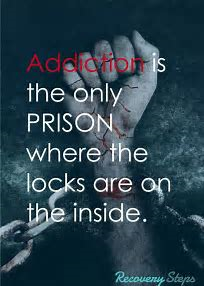 Addiction is
the only
PRISON
where the
locks are on
the inside.
Recovery Steps